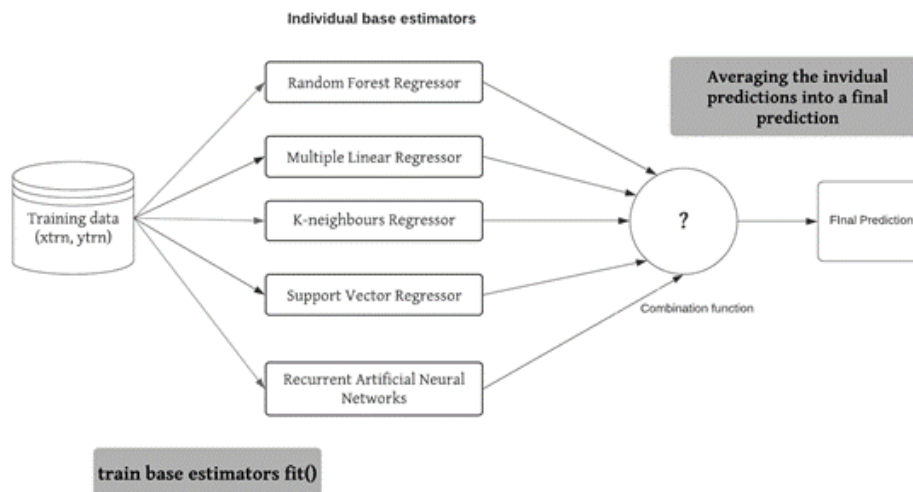 Individual base estimators
Random Forest Regressor
Averaging the invidual
predictions into a final
prediction
Multiple Linear Regressor
Training data
(xtrn, ytrn)
K-neighbours Regressor
?
FInal Prediction
Support Vector Regressor
Combination function
Recurrent Artificial Neural
Networks
train base estimators fit()